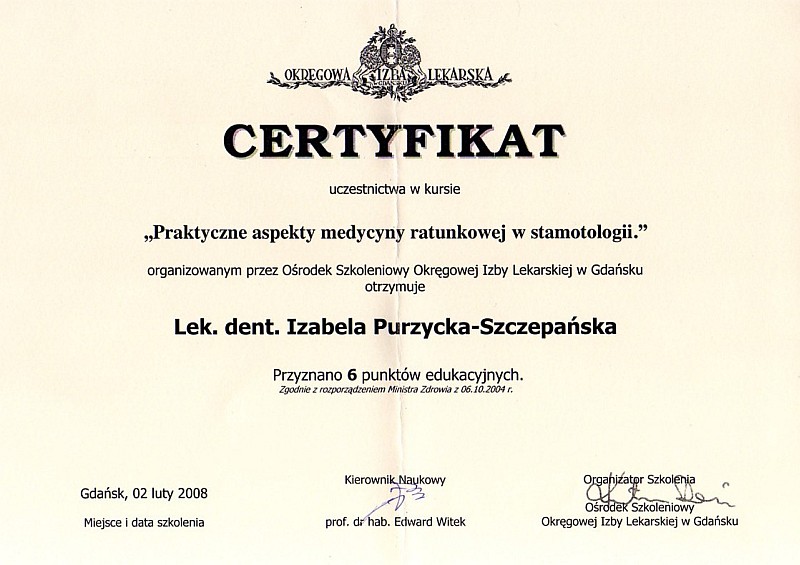 OKRĘGOWA IZBA LEKARSKA
CERTYFIKAT
uczestnictwa w kursie
„Praktyczne aspekty medycyny ratunkowej w stamotologii.”
organizowanym przez Ośrodek Szkoleniowy Okręgowej Izby Lekarskiej w Gdańsku
otrzymuje
Lek. dent. Izabela Purzycka-Szczepańska
Przyznano 6 punktów edukacyjnych.
Zgodnie z rozporządzeniem Ministra Zdrowia z 06.10.2004 r.
Gdańsk, 02 luty 2008
Miejsce i data szkolenia
Kierownik Naukowy
prof. dr hab. Edward Witek
Organizator Szkolenia
Ośrodek Szkoleniowy
Okręgowej Izby Lekarskiej w Gdańsku